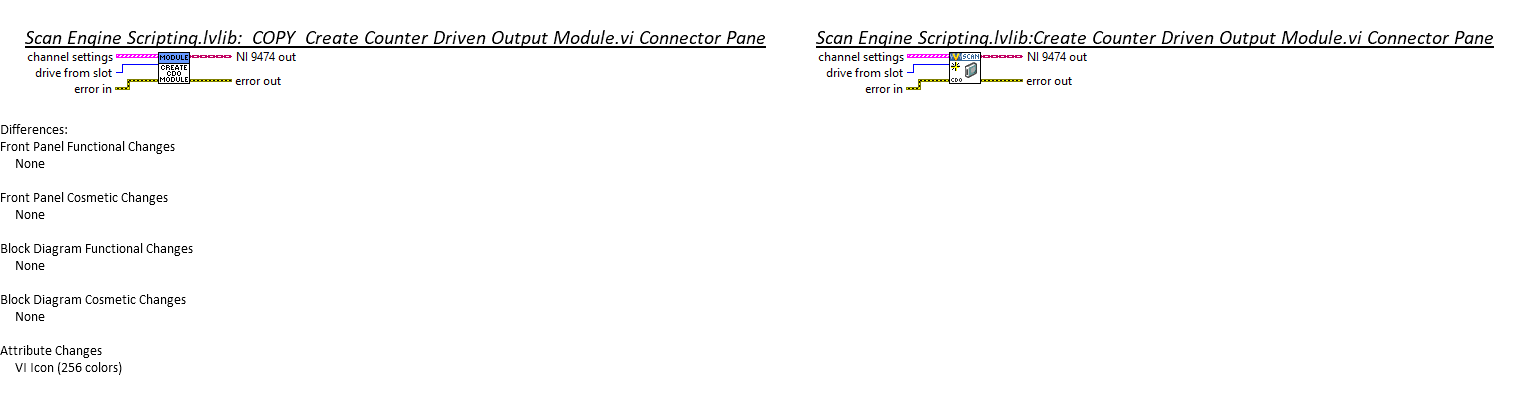 Scan Engine Scripting.lvlib:_COPY_Create Counter Driven Output Module.vi Connector Pane
channel settings
MODULE
NI 9474 out
drive from slot
CREATE
CDO
MODULE
error in
error out
Scan Engine Scripting.lvlib:Create Counter Driven Output Module.vi Connector Pane
channel settings
SCAN
NI 9474 out
drive from slot
CDO
error in
error out
Differences:
Front Panel Functional Changes
None
Front Panel Cosmetic Changes
None
Block Diagram Functional Changes
None
Block Diagram Cosmetic Changes
None
Attribute Changes
VI Icon (256 colors)